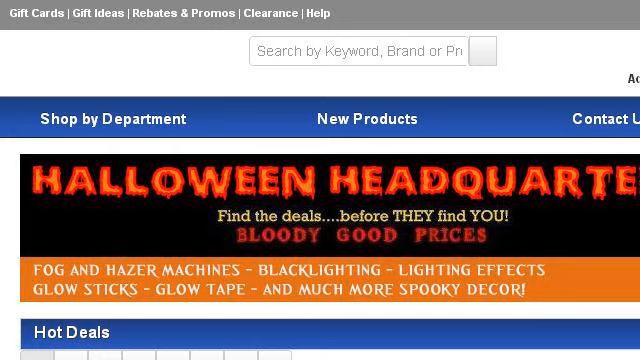 Gift Cards | Gift Ideas | Rebates & Promos | Clearance | Help
Search by Keyword, Brand or Pr
Shop by Department New Products Contact U
HALLOWEEN HEADQUARTE
Find the deals....before THEY find YOU!
BLOODY GOOD PRICES
FOG AND HAZER MACHINES - BLACKLIGHTING - LIGHTING EFFECTS
GLOW STICKS - GLOW TAPE - AND MUCH MORE SPOOKY DECOR!
Hot Deals